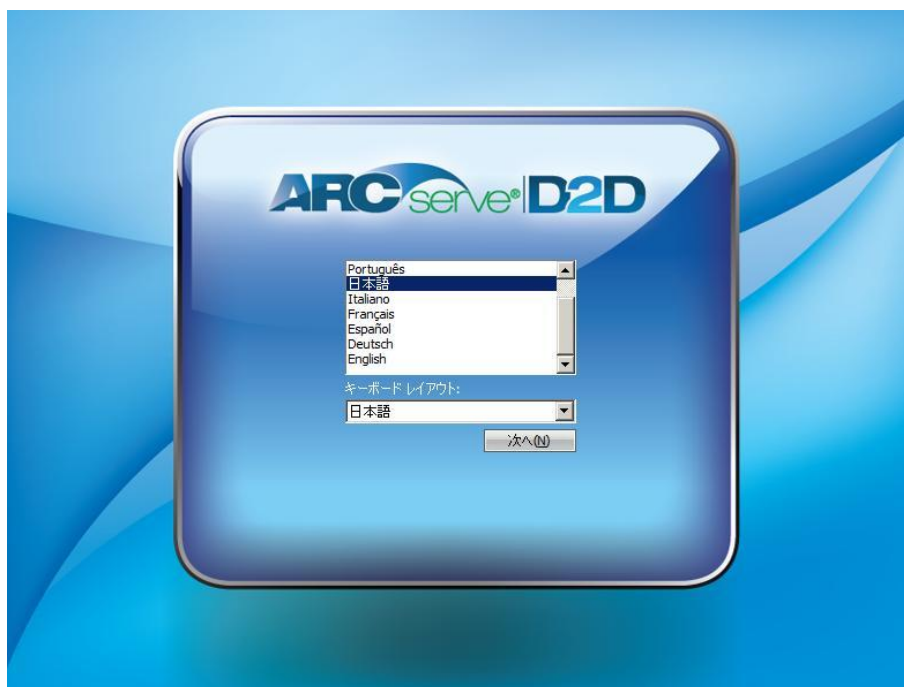 ARCserve® D2D
Português
日本語
Italiano
Français
Español
Deutsch
English
キーボード レイアウト:
日本語
次へ(N)